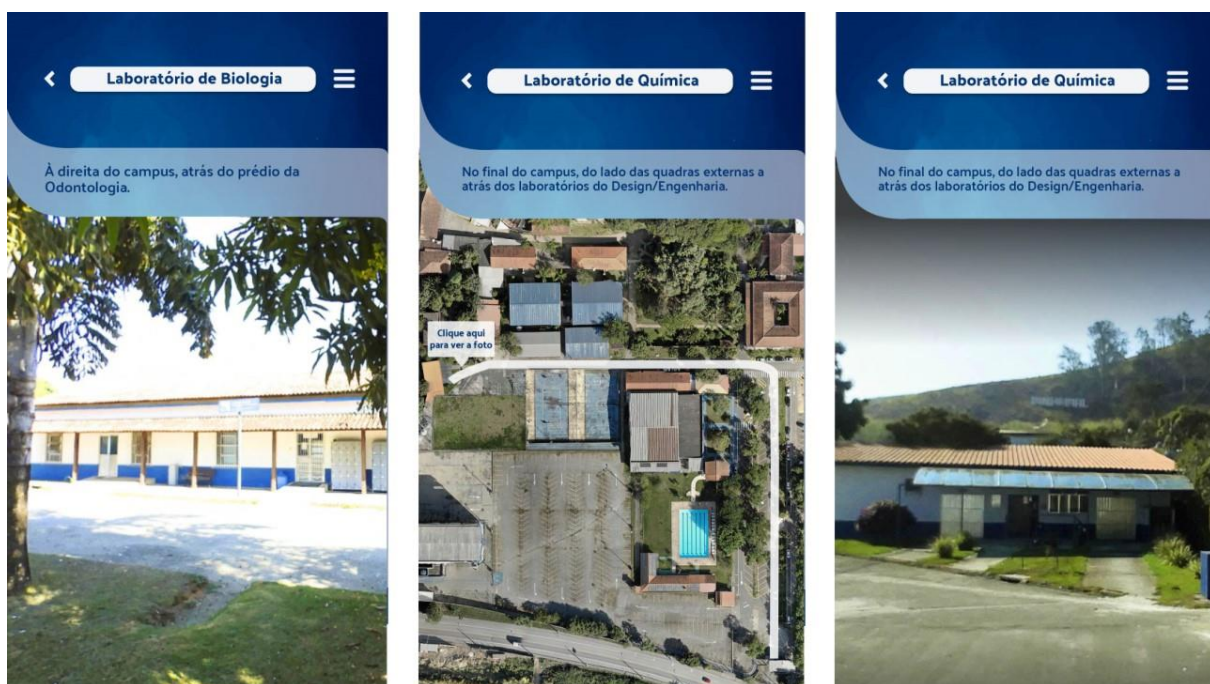 Laboratório de Biologia
À direita do campus, atrás do prédio da
Odontologia.
Laboratório de Química
No final do campus, do lado das quadras externas a
atrás dos laboratórios do Design/Engenharia.
Clique aqui
para ver a foto
Laboratório de Química
No final do campus, do lado das quadras externas a
atrás dos laboratórios do Design/Engenharia.